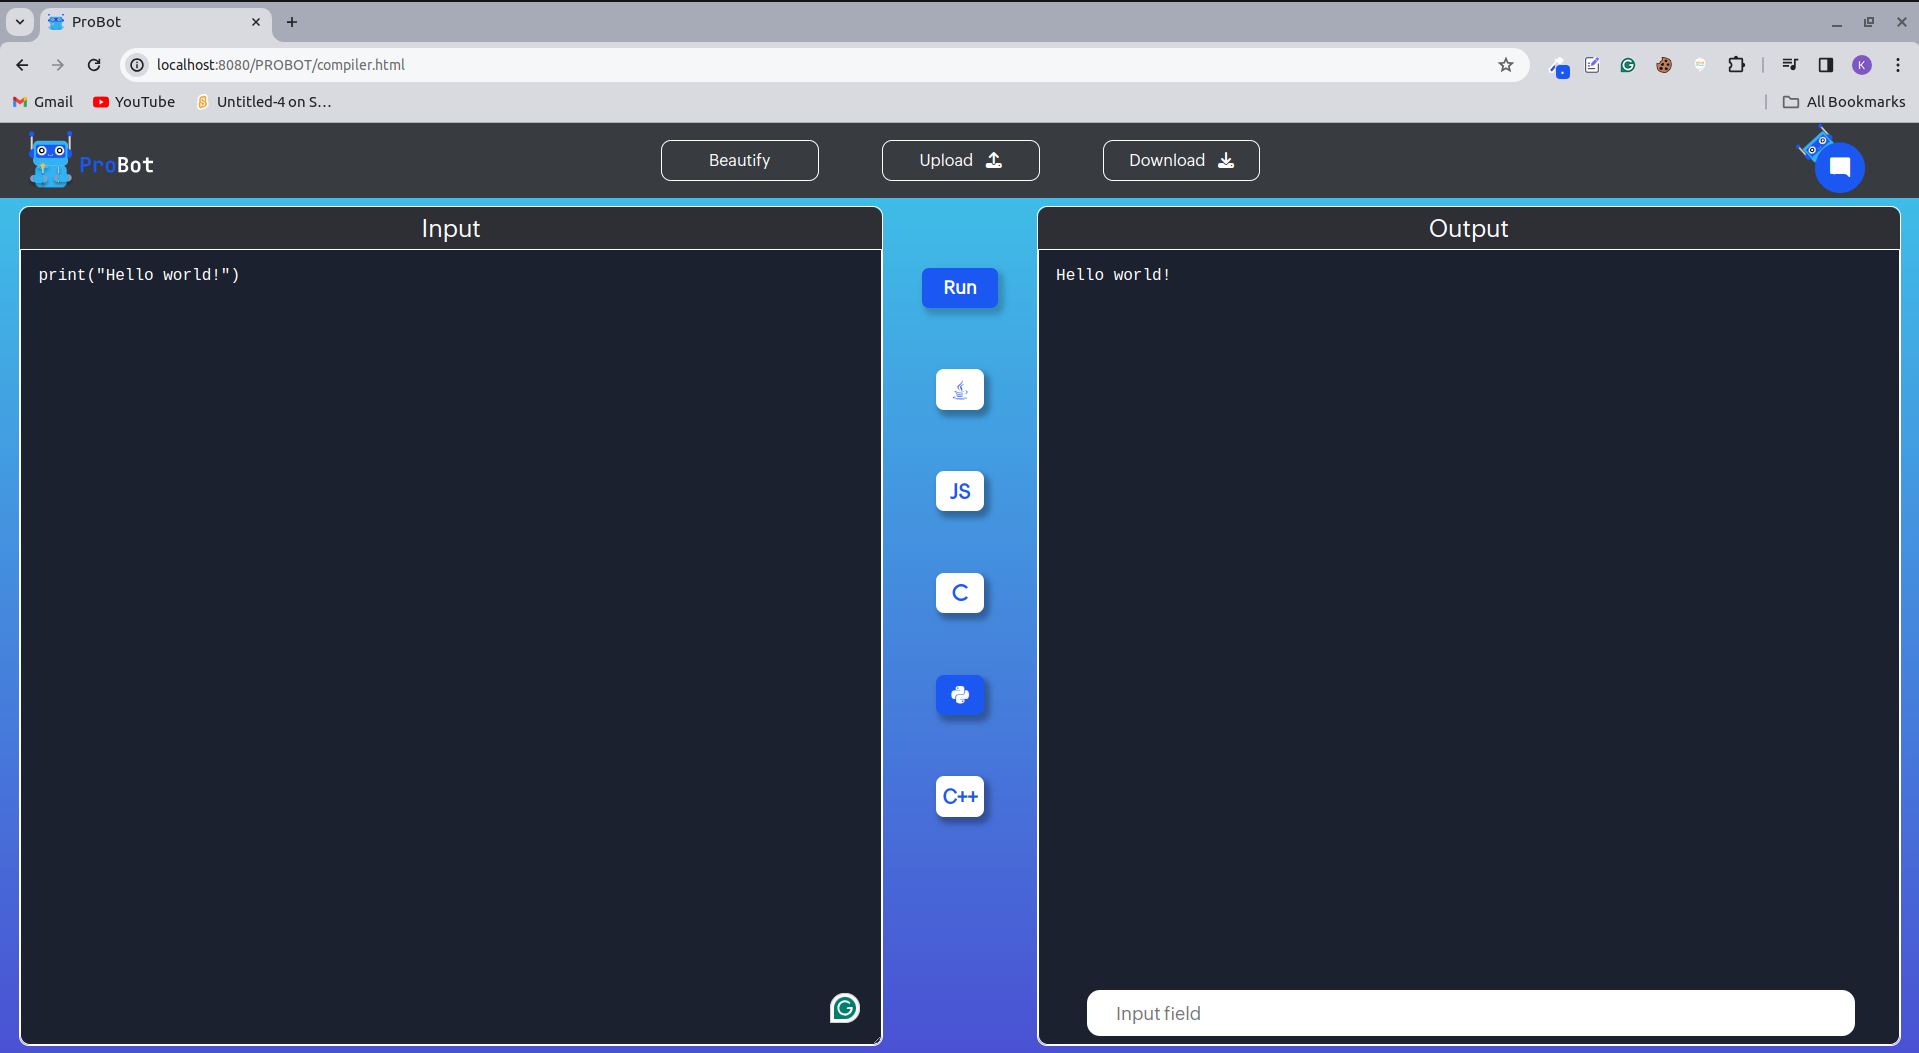 ProBot
localhost:8080/PROBOT/compiler.html
K
Gmail
YouTube
Untitled-4 on S...
All Bookmarks
ProBot
Beautify
Upload
Download
Input
Output
print("Hello world!")
Run
Hello world!
JS
C
C++
Input field